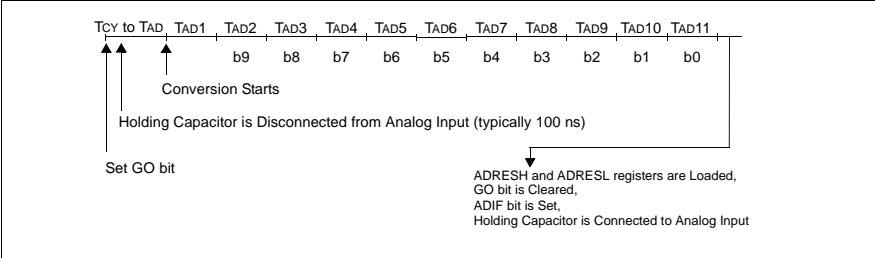 TCY to TAD TAD1 TAD2 TAD3 TAD4 TAD5 TAD6 TAD7 TAD8 TAD9 TAD10 TAD11
b9 b8 b7 b6 b5 b4 b3 b2 b1 b0
Conversion Starts
Holding Capacitor is Disconnected from Analog Input (typically 100 ns)
Set GO bit
ADRESH and ADRESL registers are Loaded,
GO bit is Cleared,
ADIF bit is Set,
Holding Capacitor is Connected to Analog Input